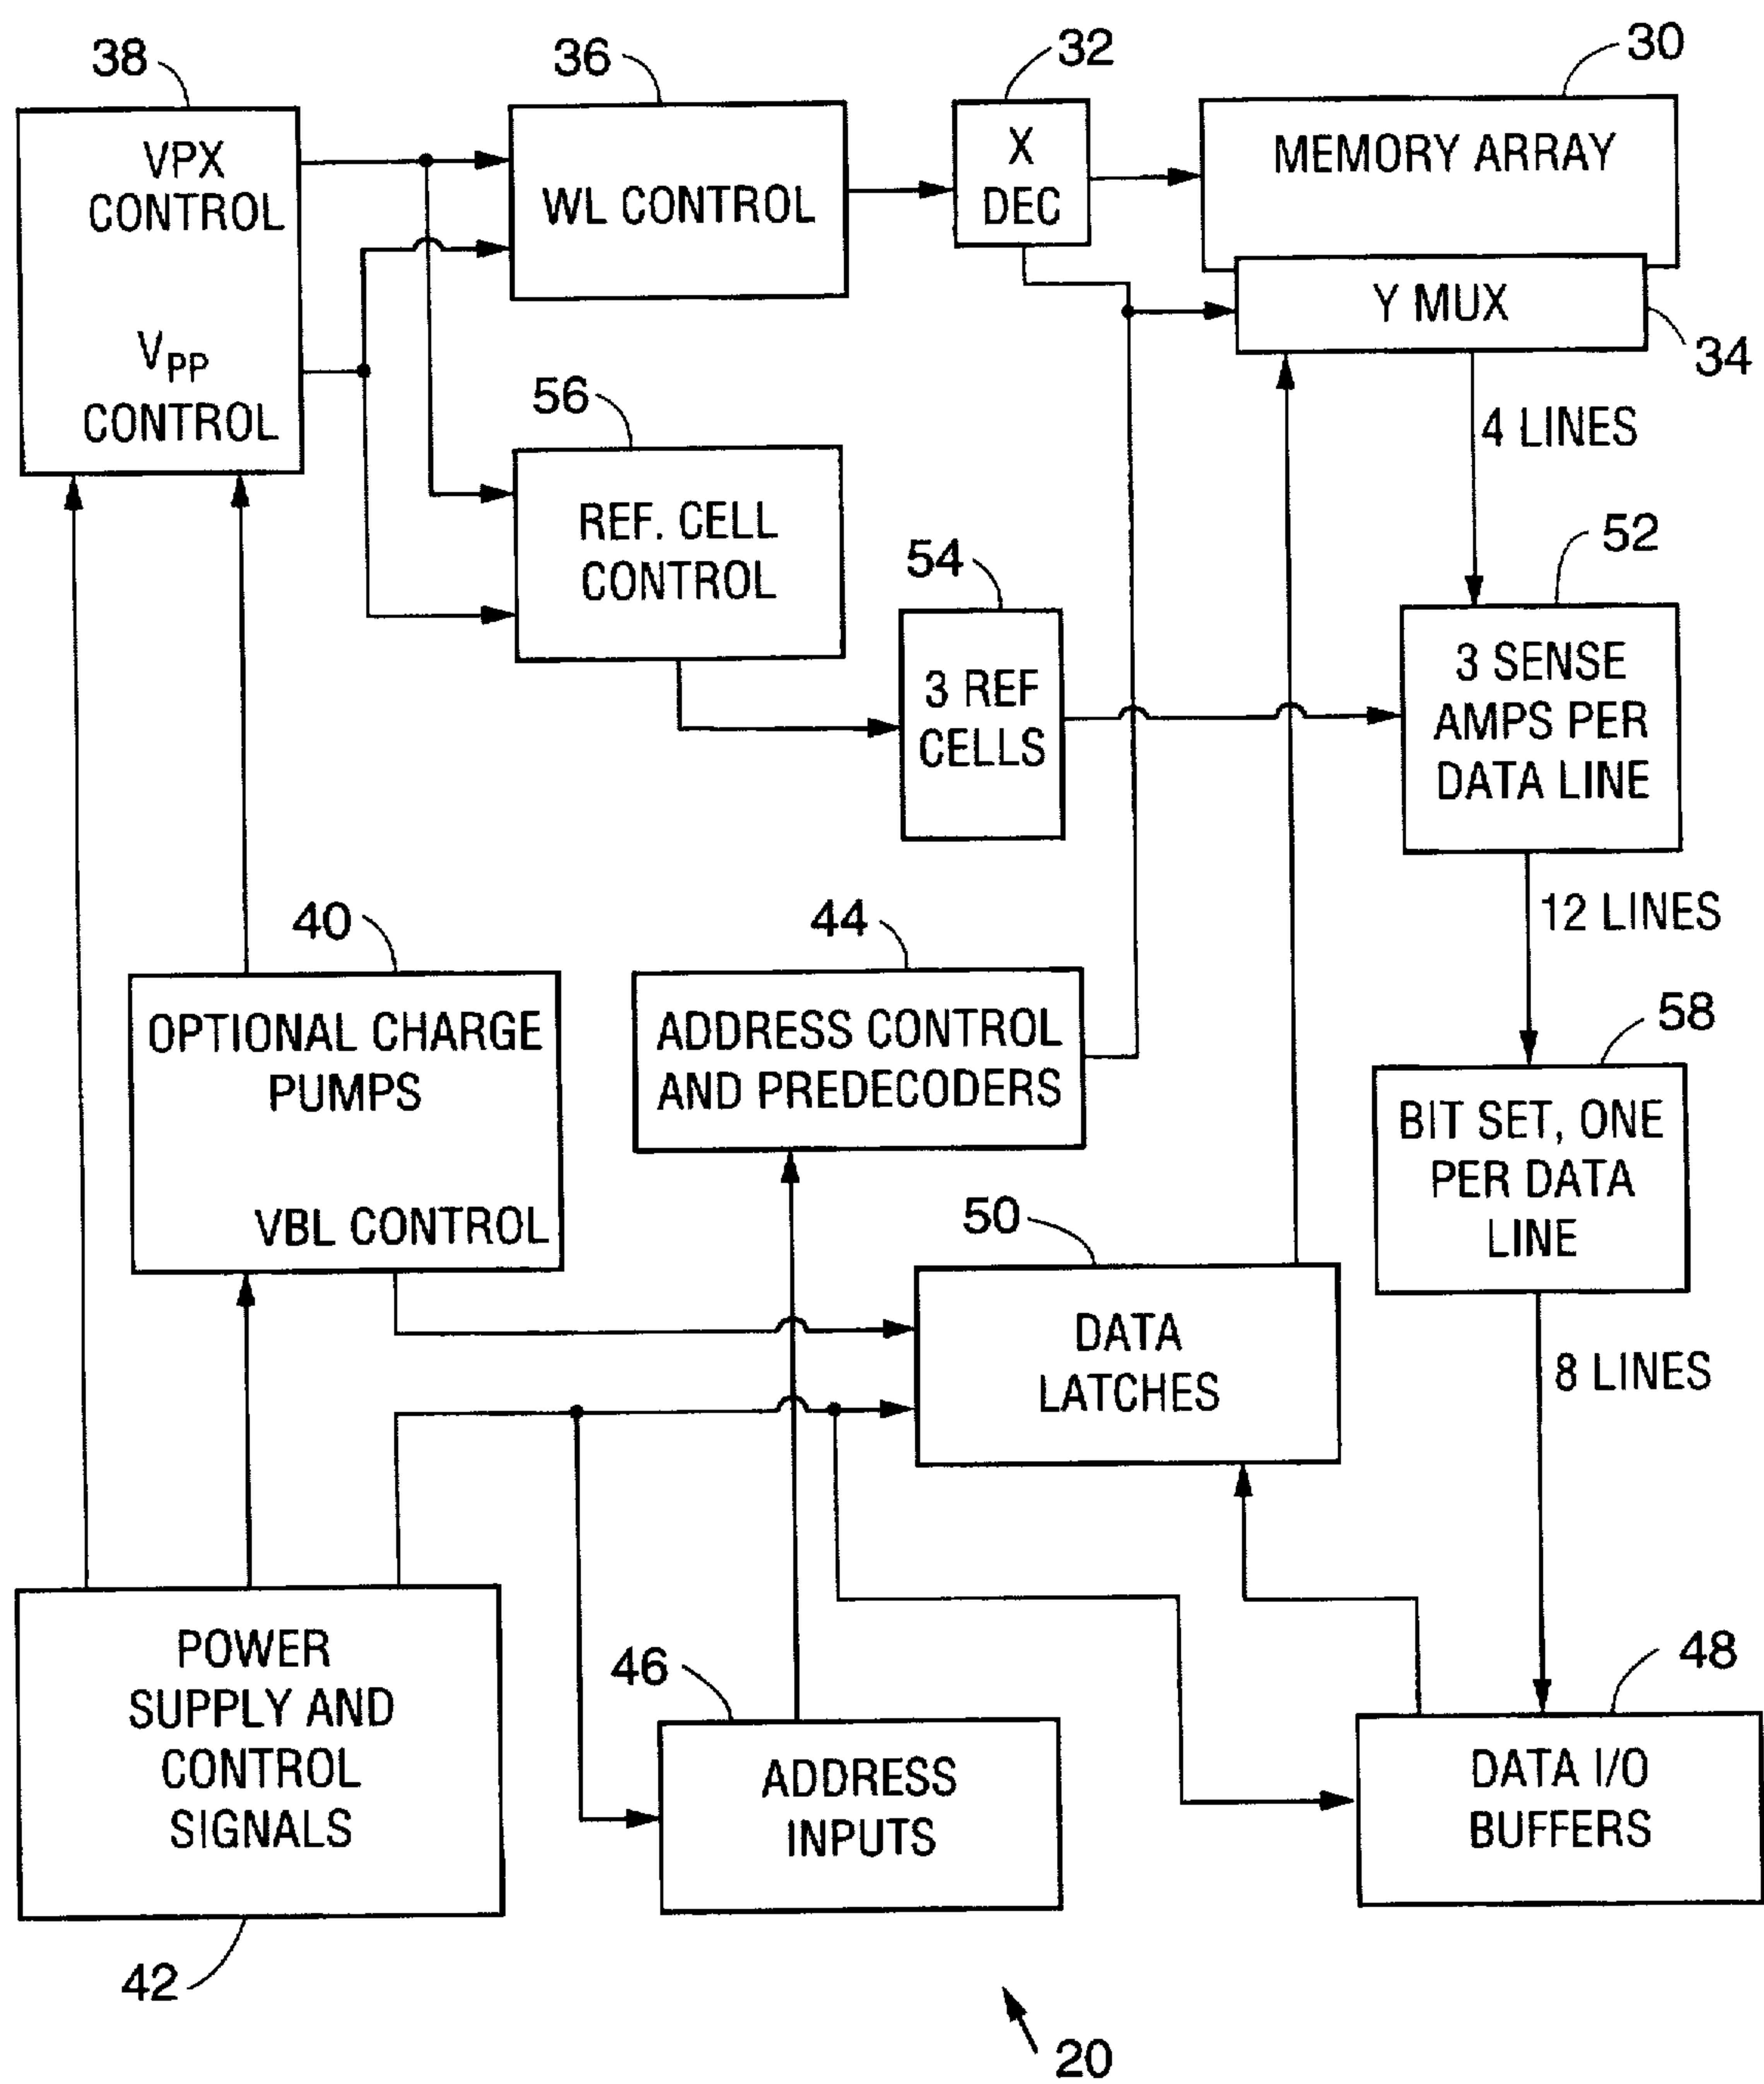 38
36
32
30
VPX
CONTROL
VPP
CONTROL
WL CONTROL
X
DEC
MEMORY ARRAY
Y MUX
34
4 LINES
56
REF. CELL
CONTROL
54
3 REF
CELLS
52
3 SENSE
AMPS PER
DATA LINE
12 LINES
40
OPTIONAL CHARGE
PUMPS
VBL CONTROL
44
ADDRESS CONTROL
AND PREDECODERS
58
BIT SET, ONE
PER DATA
LINE
8 LINES
50
DATA
LATCHES
POWER
SUPPLY AND
CONTROL
SIGNALS
42
46
ADDRESS
INPUTS
48
DATA I/O
BUFFERS
20